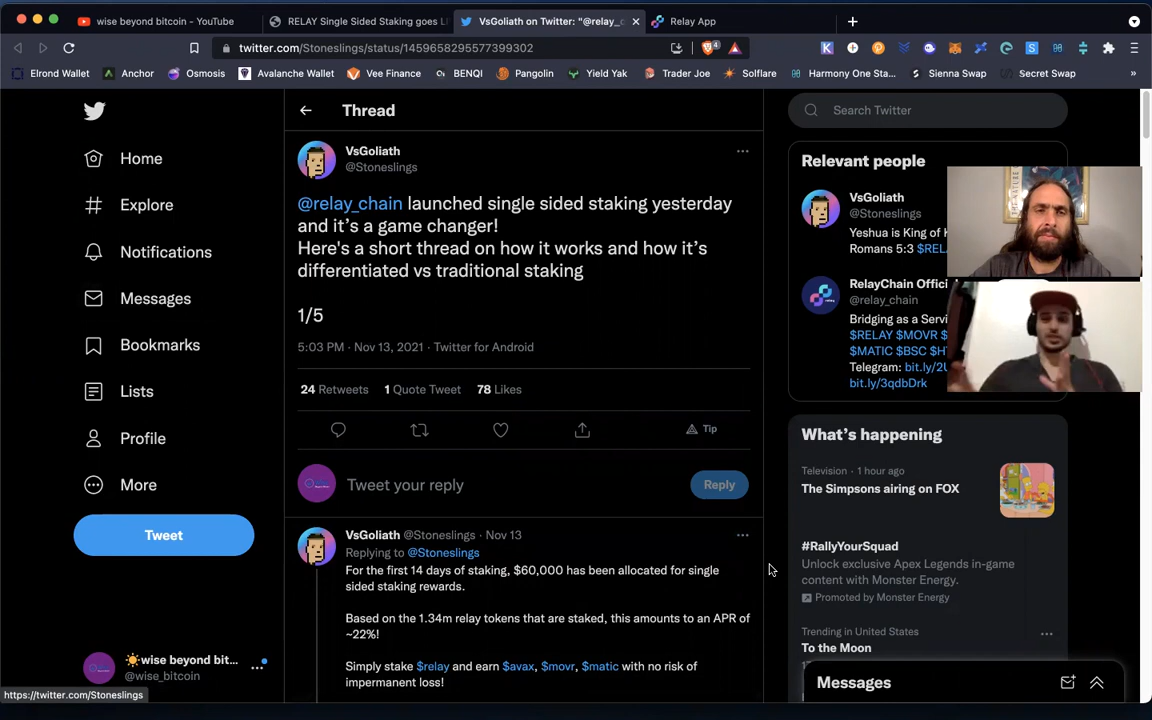 wise beyond bitcoin - YouTube
RELAY Single Sided Staking goes LI
VsGoliath on Twitter: "@relay_c
Relay App
twitter.com/Stoneslings/status/1459658295577399302
Elrond Wallet
Anchor
Osmosis
Avalanche Wallet
Vee Finance
BENQI
Pangolin
Yield Yak
Trader Joe
Solflare
Harmony One Sta...
Sienna Swap
Secret Swap
Home
Explore
Notifications
Messages
Bookmarks
Lists
Profile
More
Tweet
wise beyond bit...
@wise_bitcoin
https://twitter.com/Stoneslings
Thread
VsGoliath
@Stoneslings
@relay_chain launched single sided staking yesterday
and it's a game changer!
Here's a short thread on how it works and how it's
differentiated vs traditional staking
1/5
5:03 PM · Nov 13, 2021 · Twitter for Android
24 Retweets 1 Quote Tweet 78 Likes
Tip
Tweet your reply
Reply
VsGoliath @Stoneslings · Nov 13
Replying to @Stoneslings
For the first 14 days of staking, $60,000 has been allocated for single
sided staking rewards.
Based on the 1.34m relay tokens that are staked, this amounts to an APR of
~22%!
Simply stake $relay and earn $avax, $movr, $matic with no risk of
impermanent loss!
Search Twitter
Relevant people
VsGoliath
@Stoneslings
Yeshua is King of K
Romans 5:3 $REL
RelayChain Offici
@relay_chain
Bridging as a Servi
$RELAY $MOVR $
$MATIC $BSC $H
Telegram: bit.ly/2U
bit.ly/3qdbDrk
What's happening
Television · 1 hour ago
The Simpsons airing on FOX
#RallyYourSquad
Unlock exclusive Apex Legends in-game
content with Monster Energy.
Promoted by Monster Energy
Trending in United States
To the Moon
Messages